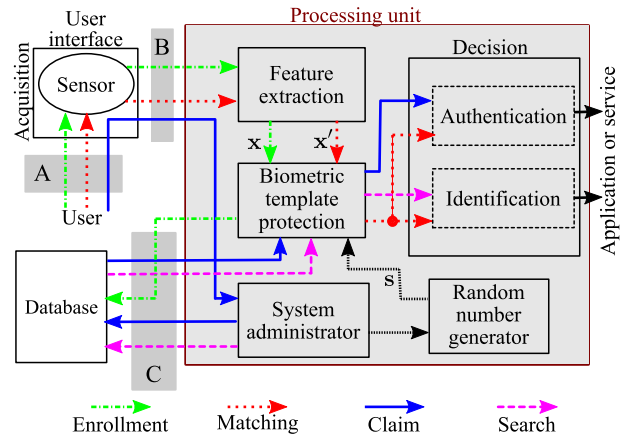 Processing unit
User
interface
B
Acquisition
Sensor
Feature
extraction
Decision
Authentication
x
x′
A
Biometric
template
protection
Identification
Application or service
User
Database
s
System
administrator
Random
number
generator
C
Enrollment
Matching
Claim
Search